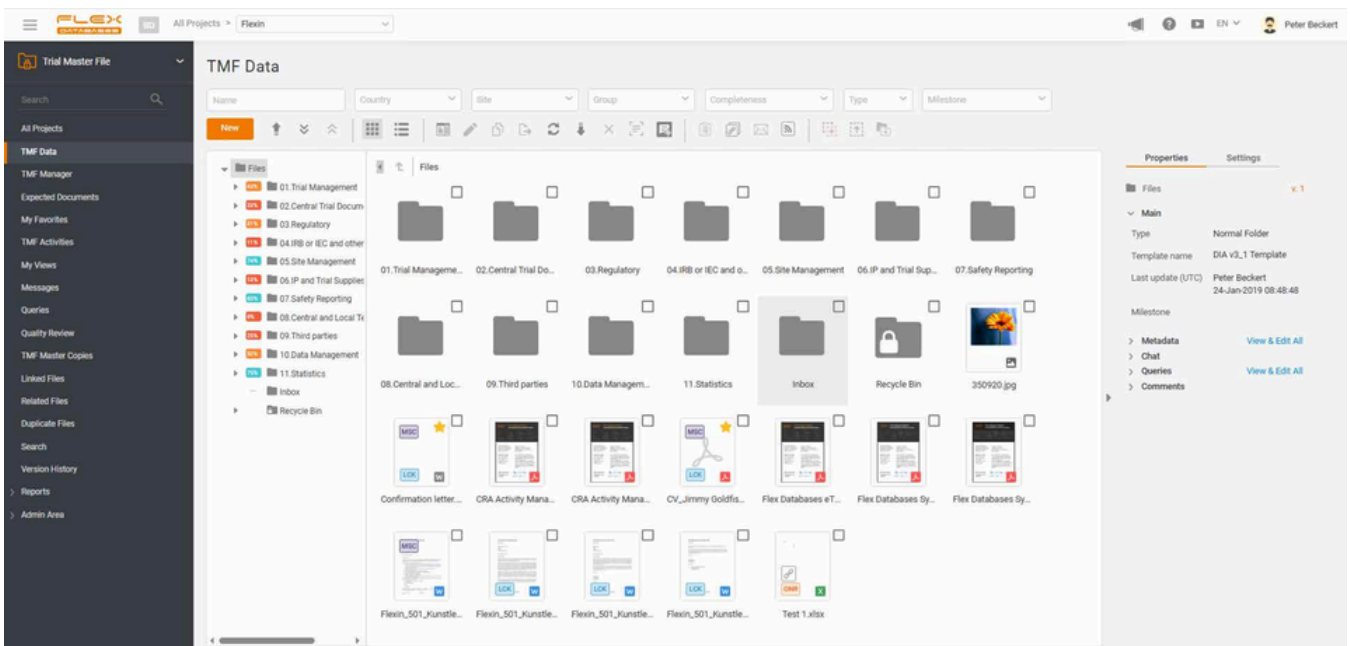 FLEX
DATABASES
All Projects > Flexin
EN
Peter Beckert
Trial Master File
Search
All Projects
TMF Data
TMF Manager
Expected Documents
My Favorites
TMF Activities
My Views
Messages
Queries
Quality Review
TMF Master Copies
Linked Files
Related Files
Duplicate Files
Search
Version History
Reports
Admin Area
TMF Data
Name
Country
Site
Group
Completeness
Type
Milestone
New
Files
01.Trial Management
02.Central Trial Docum
03.Regulatory
04.IRB or IEC and other
05.Site Management
06.IP and Trial Supplies
07.Safety Reporting
08.Central and Local Te
09.Third parties
10.Data Management
11.Statistics
Inbox
Recycle Bin
Files
01.Trial Manageme... 02.Central Trial Do... 03.Regulatory 04.IRB or IEC and o... 05.Site Management 06.IP and Trial Sup... 07.Safety Reporting
08.Central and Loc... 09.Third parties 10.Data Managem... 11.Statistics Inbox Recycle Bin 350920.jpg
MSC MSC
LCK W LCK
Confirmation letter... CRA Activity Mana... CRA Activity Mana... CV_Jimmy Goldfis... Flex Databases eT... Flex Databases Sy... Flex Databases Sy...
MSC
W LCK W LCK W LCK W ONR X
Flexin_501_Kunstle... Flexin_501_Kunstle... Flexin_501_Kunstle... Flexin_501_Kunstle... Test 1.xlsx
Properties Settings
Files v. 1
Main
Type Normal Folder
Template name DIA v3_1 Template
Last update (UTC) Peter Beckert
24-Jan-2019 08:48:48
Milestone
Metadata View & Edit All
Chat
Queries View & Edit All
Comments